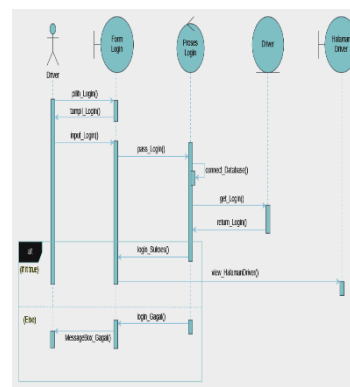 Form
Login
Proses
Login
Driver
Halaman
Driver
Driver
pilih_Login()
tampil_Login()
input_Login()
pass_Login()
connect_Database()
get_Login()
return_Login()
alt
login_Sukses()
(If it true)
view_HalamanDriver()
(Else)
login_Gagal()
MessageBox_Gagal()